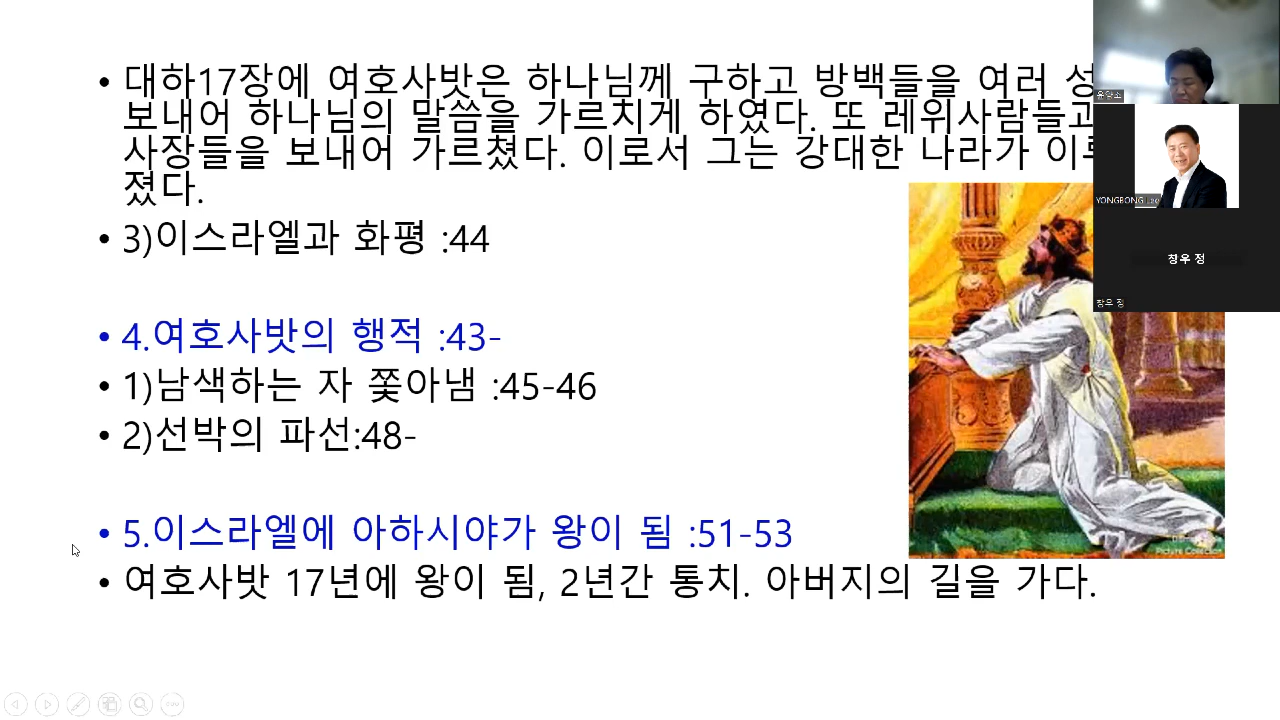 • 대하17장에 여호사밧은 하나님께 구하고 방백들을 여러 성
보내어 하나님의 말씀을 가르치게 하였다. 또 레위사람들과
사장들을 보내어 가르쳤다. 이로서 그는 강대한 나라가
졌다.
• 3)이스라엘과 화평 :44
• 4.여호사밧의 행적 :43-
• 1)남색하는 자 쫓아냄 :45-46
• 2)선박의 파선:48-
• 5.이스라엘에 아하시야가 왕이 됨 :51-53
• 여호사밧 17년에 왕이 됨, 2년간 통치. 아버지의 길을 가다.
YONGBONG Lee
창우 정
창우 정
Picture Collection